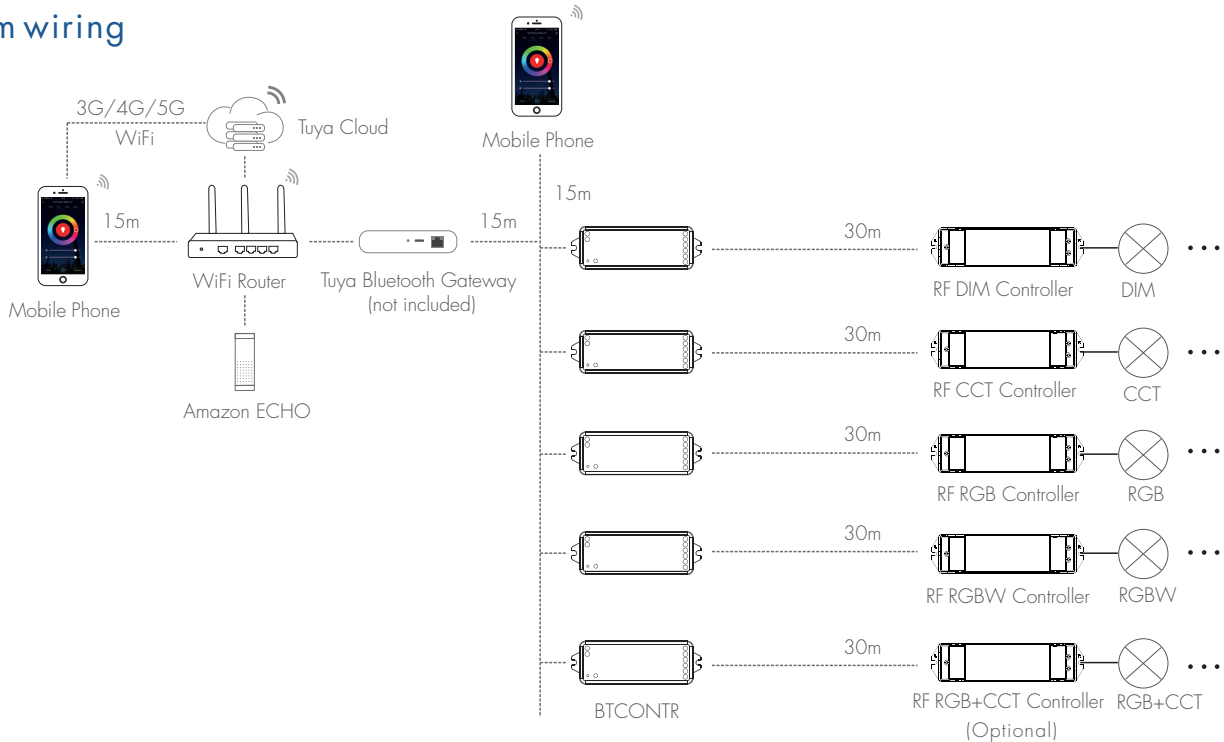 m wiring
3G/4G/5G
WiFi
Tuya Cloud
Mobile Phone
15m
15m
15m
WiFi Router
Tuya Bluetooth Gateway
(not included)
Mobile Phone
Amazon ECHO
30m
RF DIM Controller
DIM
30m
RF CCT Controller
CCT
30m
RF RGB Controller
RGB
30m
RF RGBW Controller
RGBW
30m
BTCONTR
RF RGB+CCT Controller
RGB+CCT
(Optional)